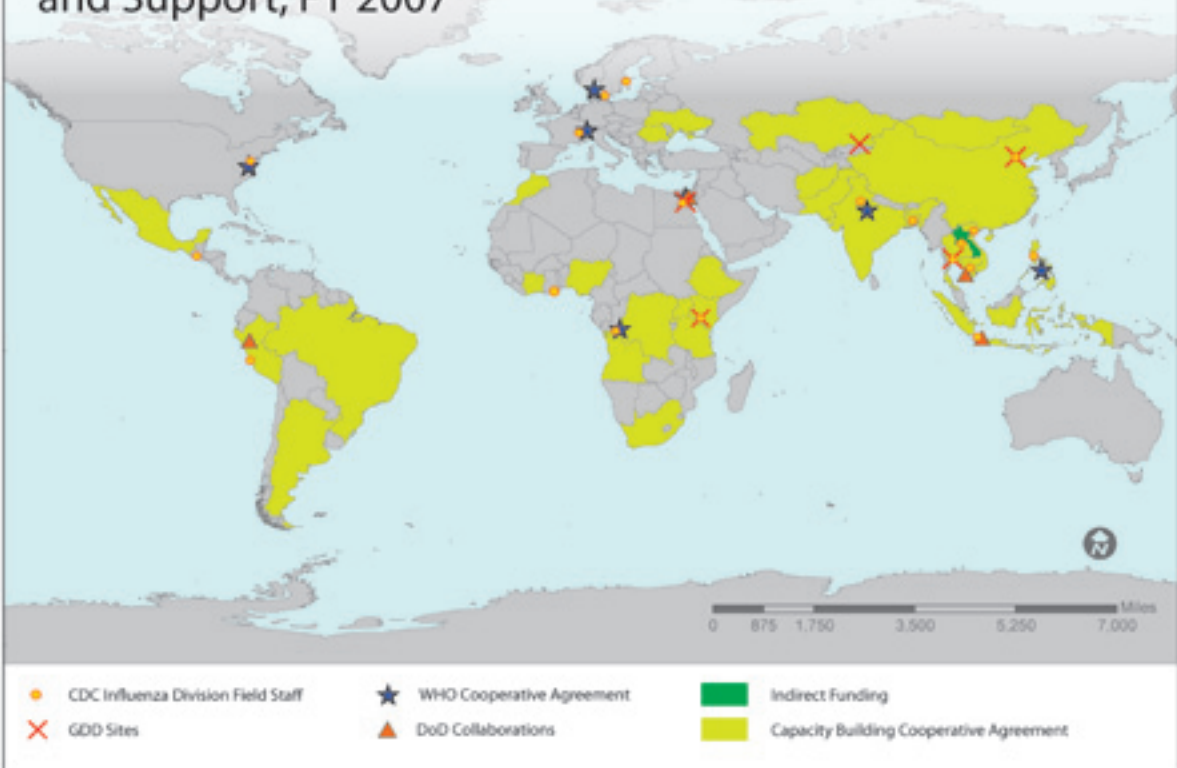 and Support, FY 2007
N
Miles
0 875 1,750 3,500 5,250 7,000
CDC Influenza Division Field Staff
WHO Cooperative Agreement
Indirect Funding
GDD Sites
DoD Collaborations
Capacity Building Cooperative Agreement